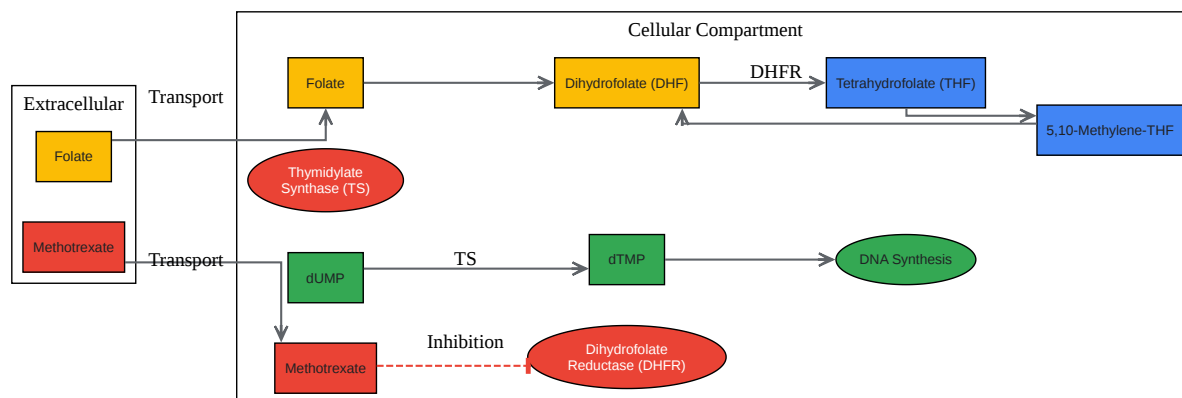 Cellular Compartment
Extracellular
Transport
Folate
Folate
Dihydrofolate (DHF)
DHFR
Tetrahydrofolate (THF)
5,10-Methylene-THF
Thymidylate
Synthase (TS)
Methotrexate
Transport
dUMP
TS
dTMP
DNA Synthesis
Methotrexate
Inhibition
Dihydrofolate
Reductase (DHFR)